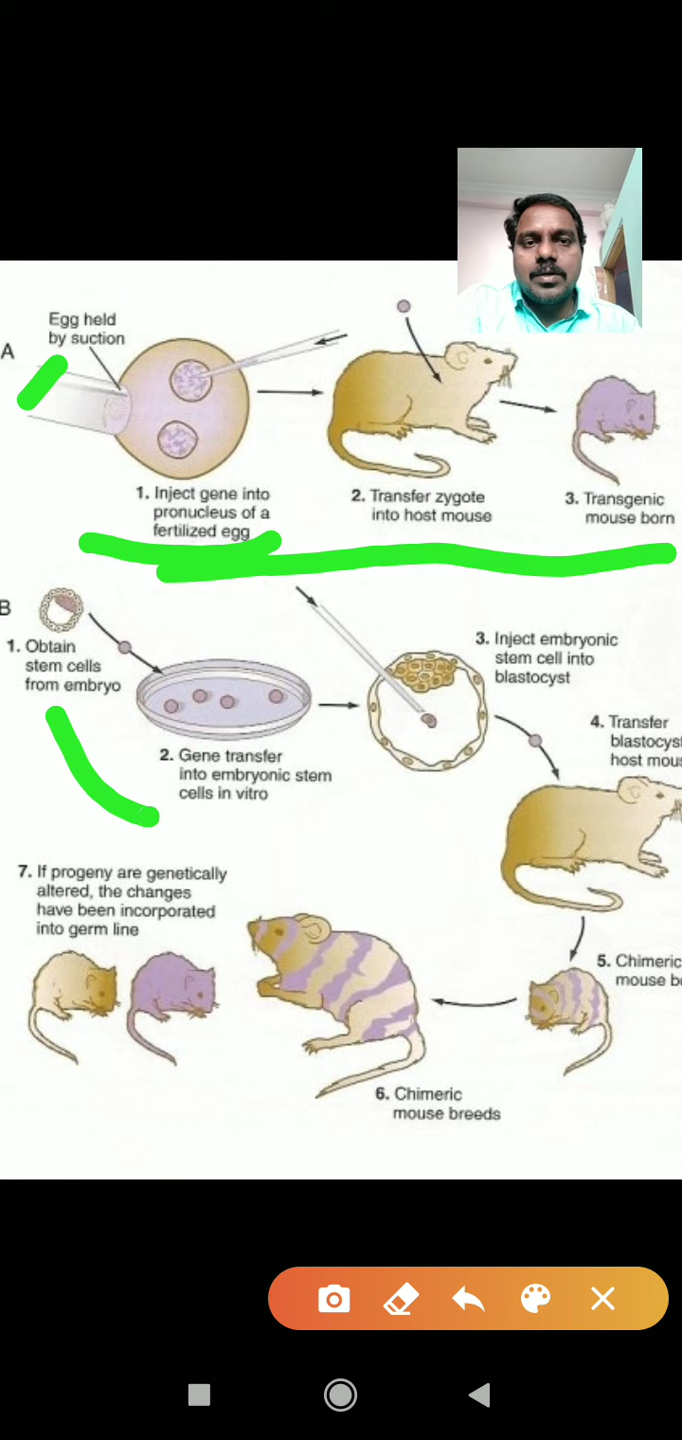 Egg held
by suction
A
1. Inject gene into
pronucleus of a
fertilized egg
2. Transfer zygote
into host mouse
3. Transgenic
mouse born
B
1. Obtain
stem cells
from embryo
2. Gene transfer
into embryonic stem
cells in vitro
3. Inject embryonic
stem cell into
blastocyst
4. Transfer
host
5. Chimeric
mouse
6. Chimeric
mouse breeds
7. If progeny are genetically
altered, the changes
have been incorporated
into germ line